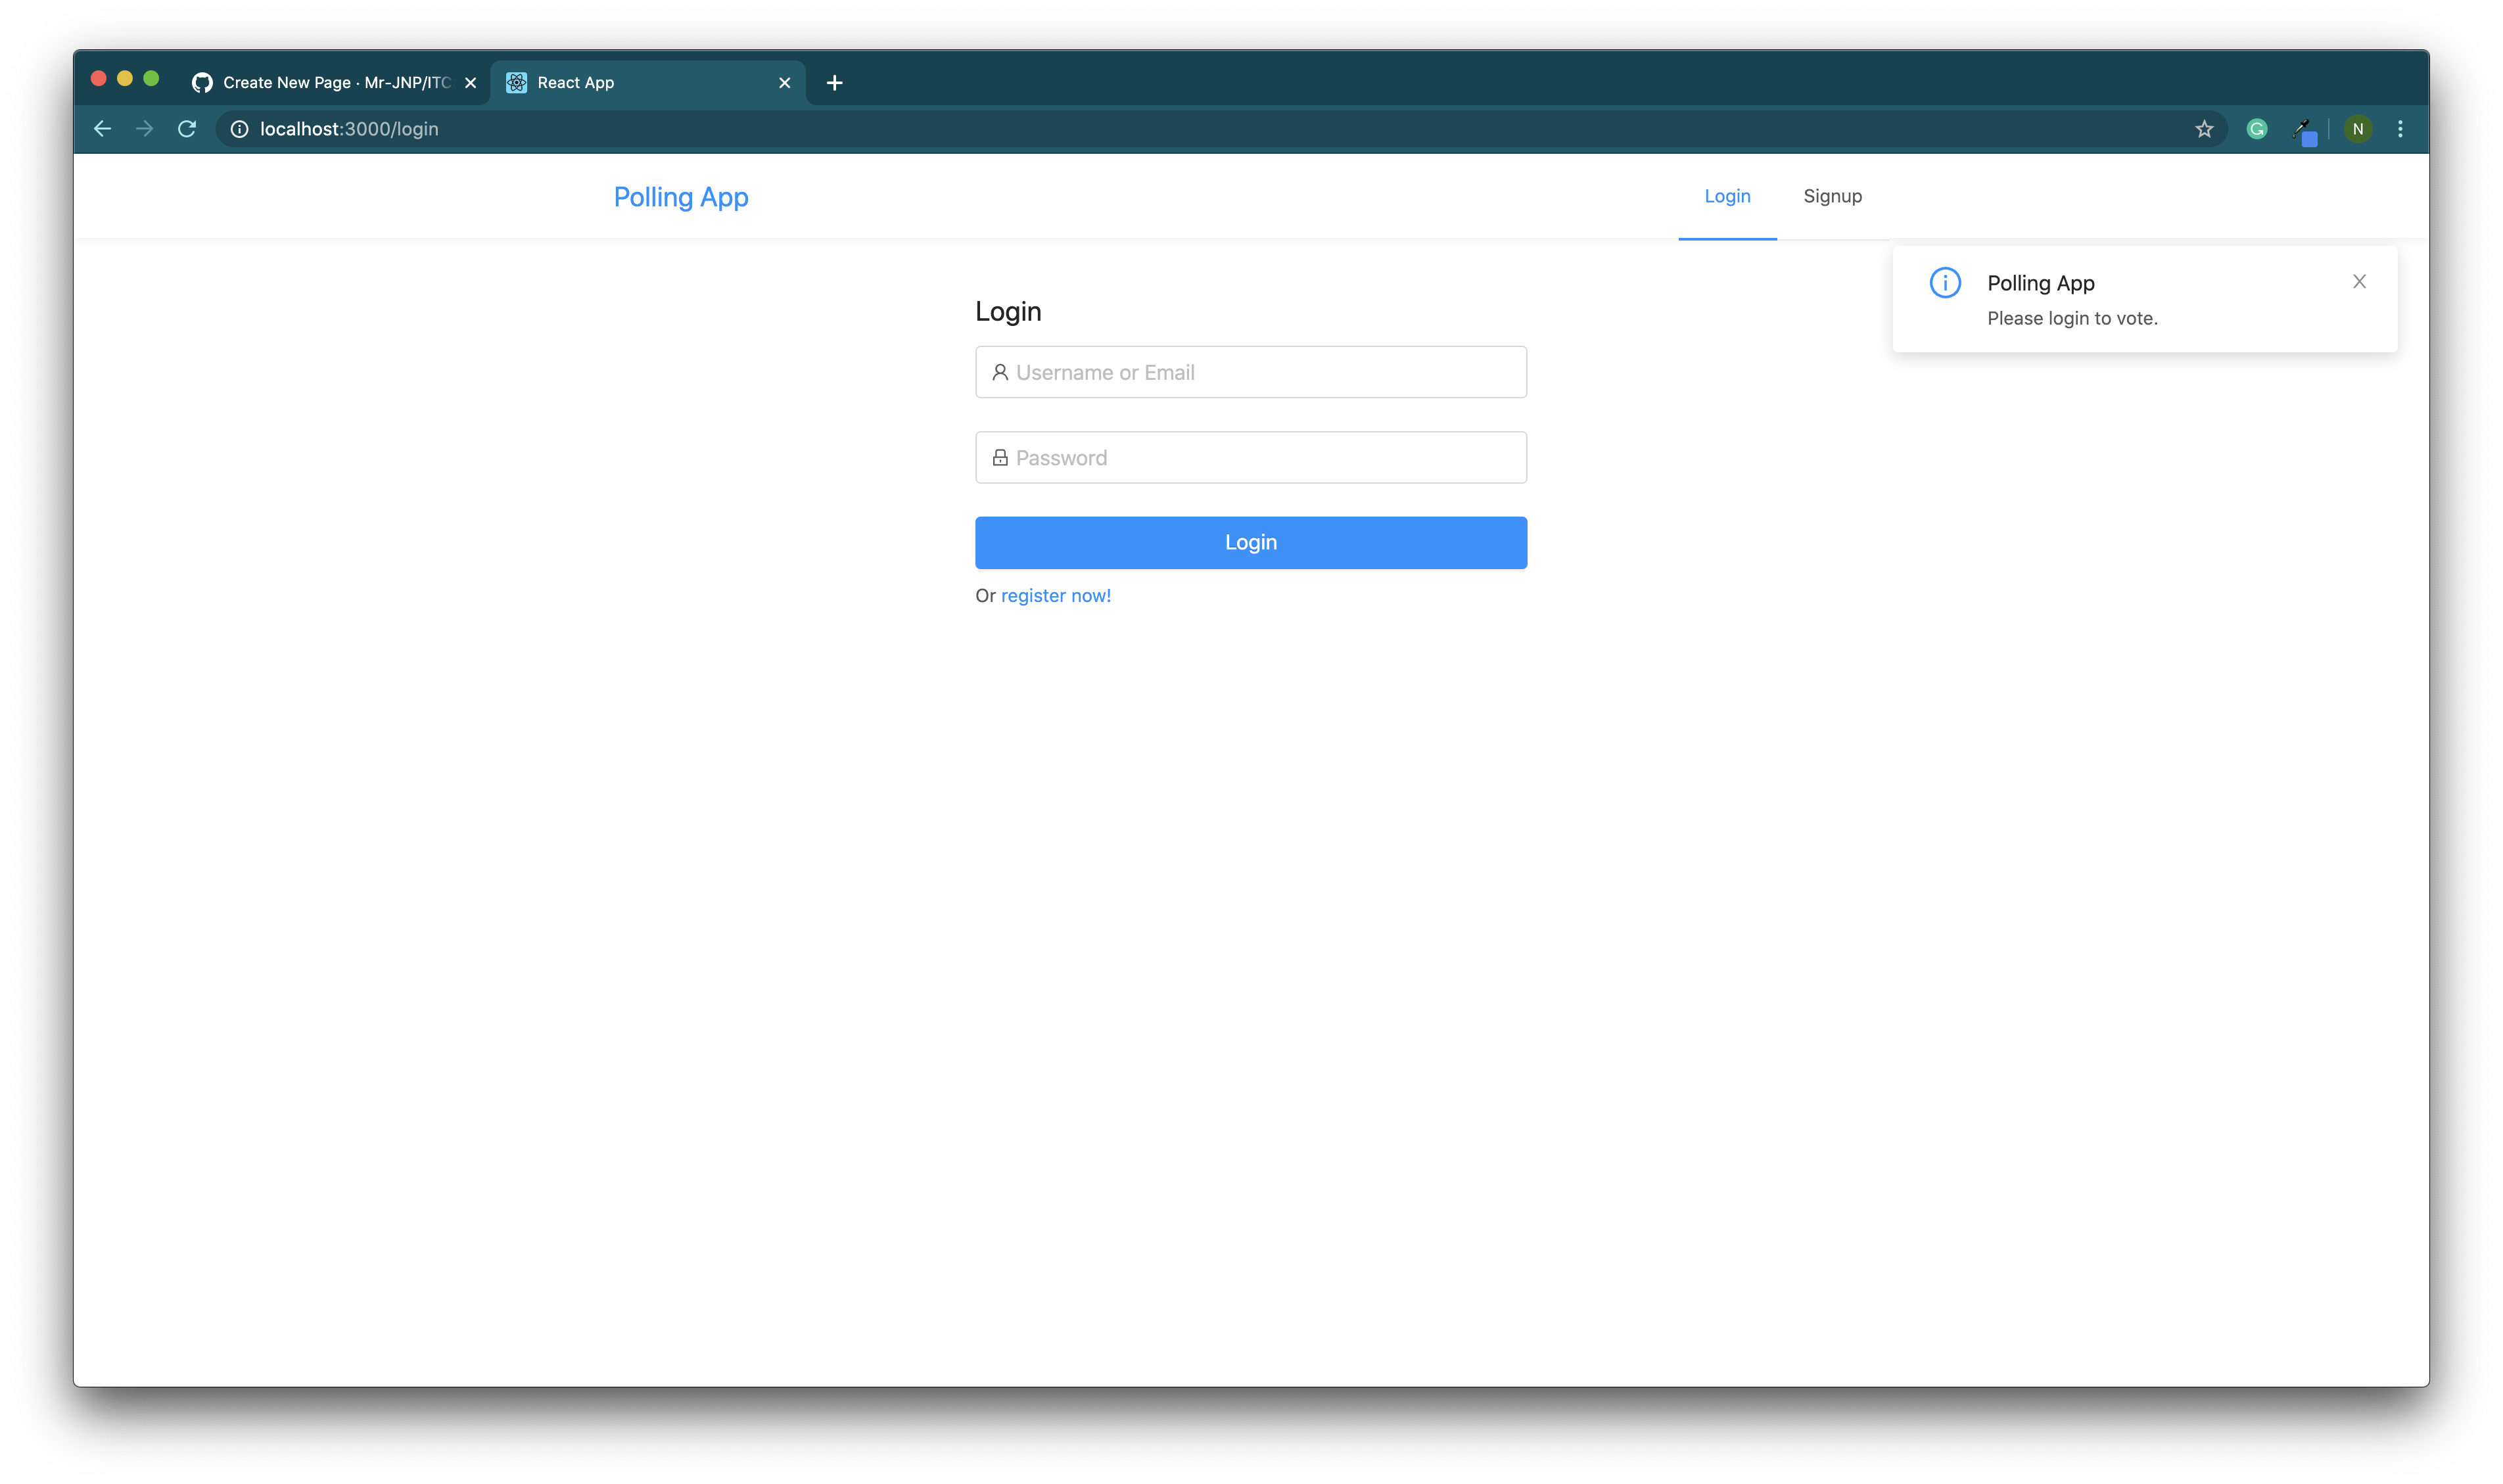 Create New Page · Mr-JNP/ITC
React App
localhost:3000/login
N
Polling App
Login
Signup
Polling App
Please login to vote.
Login
Username or Email
Password
Login
Or register now!